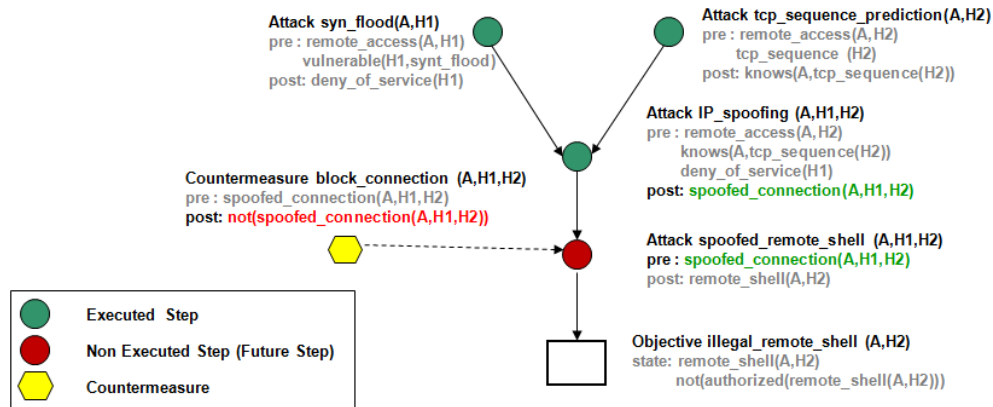 Attack syn_flood(A,H1)
pre : remote_access(A,H1)
vulnerable(H1,synt_flood)
post: deny_of_service(H1)
Attack tcp_sequence_prediction(A,H2)
pre : remote_access(A,H2)
tcp_sequence (H2)
post: knows(A,tcp_sequence(H2))
Attack IP_spoofing (A,H1,H2)
pre : remote_access(A,H2)
knows(A,tcp_sequence(H2))
deny_of_service(H1)
post: spoofed_connection(A,H1,H2)
Countermeasure block_connection (A,H1,H2)
pre : spoofed_connection(A,H1,H2)
post: not(spoofed_connection(A,H1,H2))
Attack spoofed_remote_shell (A,H1,H2)
pre : spoofed_connection(A,H1,H2)
post: remote_shell(A,H2)
Executed Step
Non Executed Step (Future Step)
Countermeasure
Objective illegal_remote_shell (A,H2)
state: remote_shell(A,H2)
not(authorized(remote_shell(A,H2)))